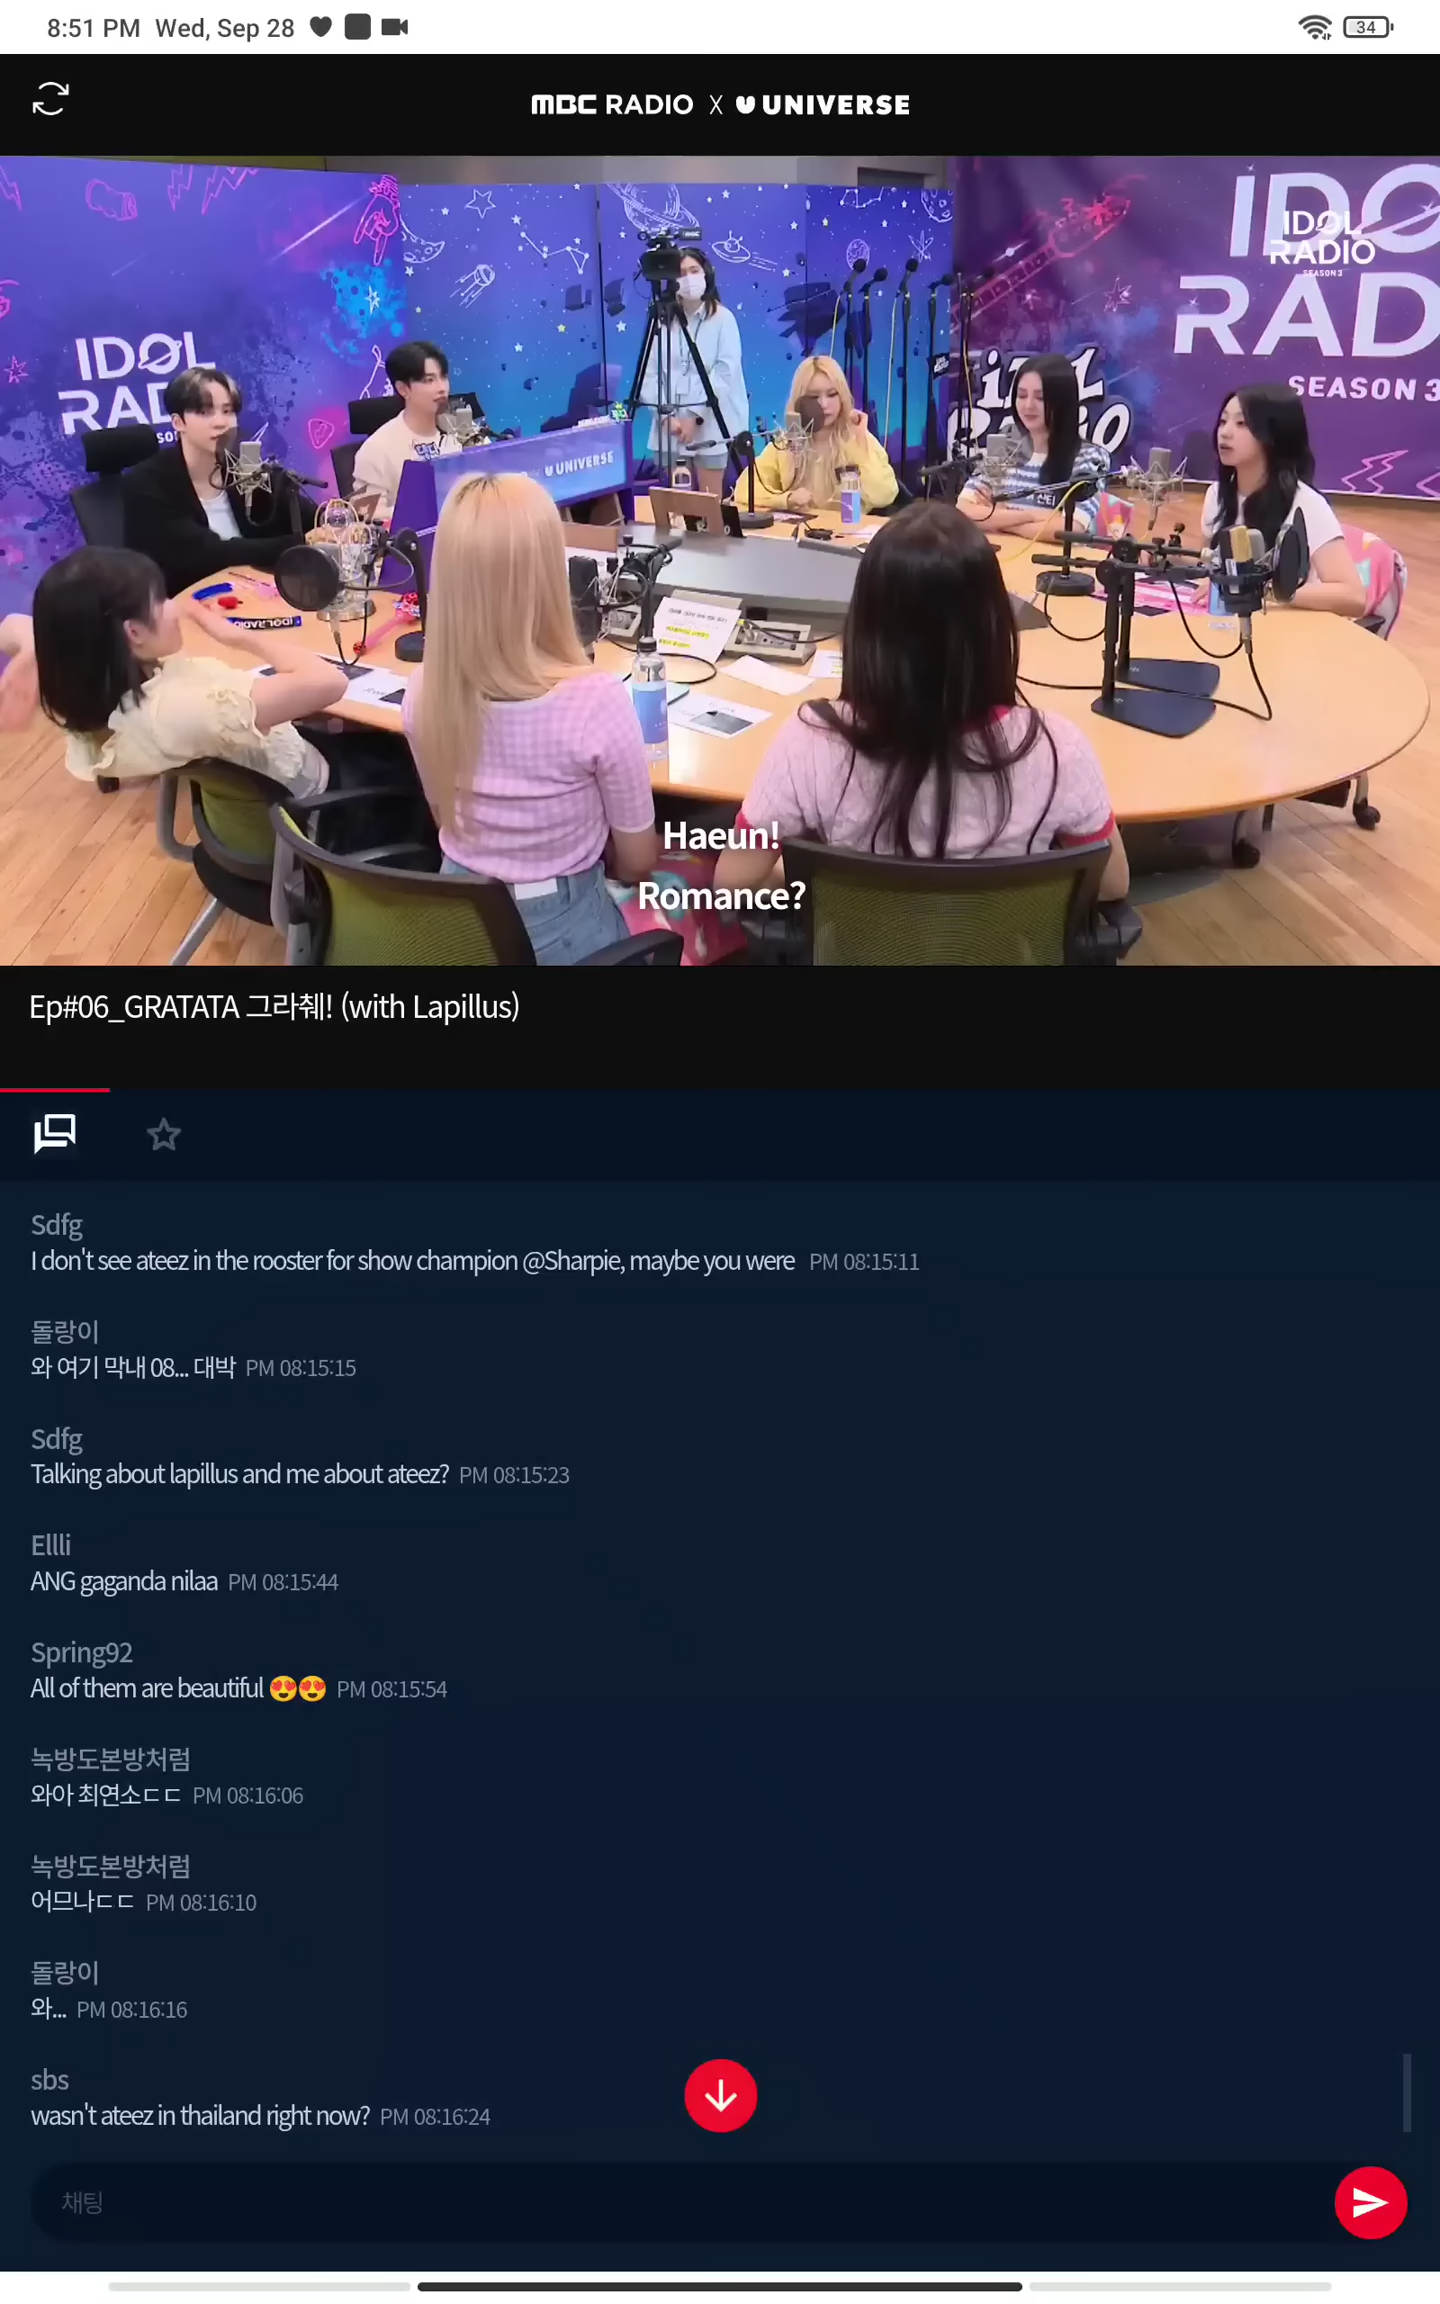 8:51 PM Wed, Sep 28
34
MBC RADIO X UNIVERSE
IDOL RADIO SEASON 3
IDOL RADIO SEASON 3
IDOL
RAD
UNIVERSE
IDOL RADIO
Haeun!
Romance?
Ep#06_GRATATA 그라췌! (with Lapillus)
Sdfg
I don't see ateez in the rooster for show champion @Sharpie, maybe you were PM 08:15:11
돌랑이
와 여기 막내 08... 대박 PM 08:15:15
Sdfg
Talking about lapillus and me about ateez? PM 08:15:23
Ellli
ANG gaganda nilaa PM 08:15:44
Spring92
All of them are beautiful 😍😍 PM 08:15:54
녹방도본방처럼
와아 최연소ㄷㄷ PM 08:16:06
녹방도본방처럼
어므나ㄷㄷ PM 08:16:10
돌랑이
와... PM 08:16:16
sbs
wasn't ateez in thailand right now? PM 08:16:24
채팅